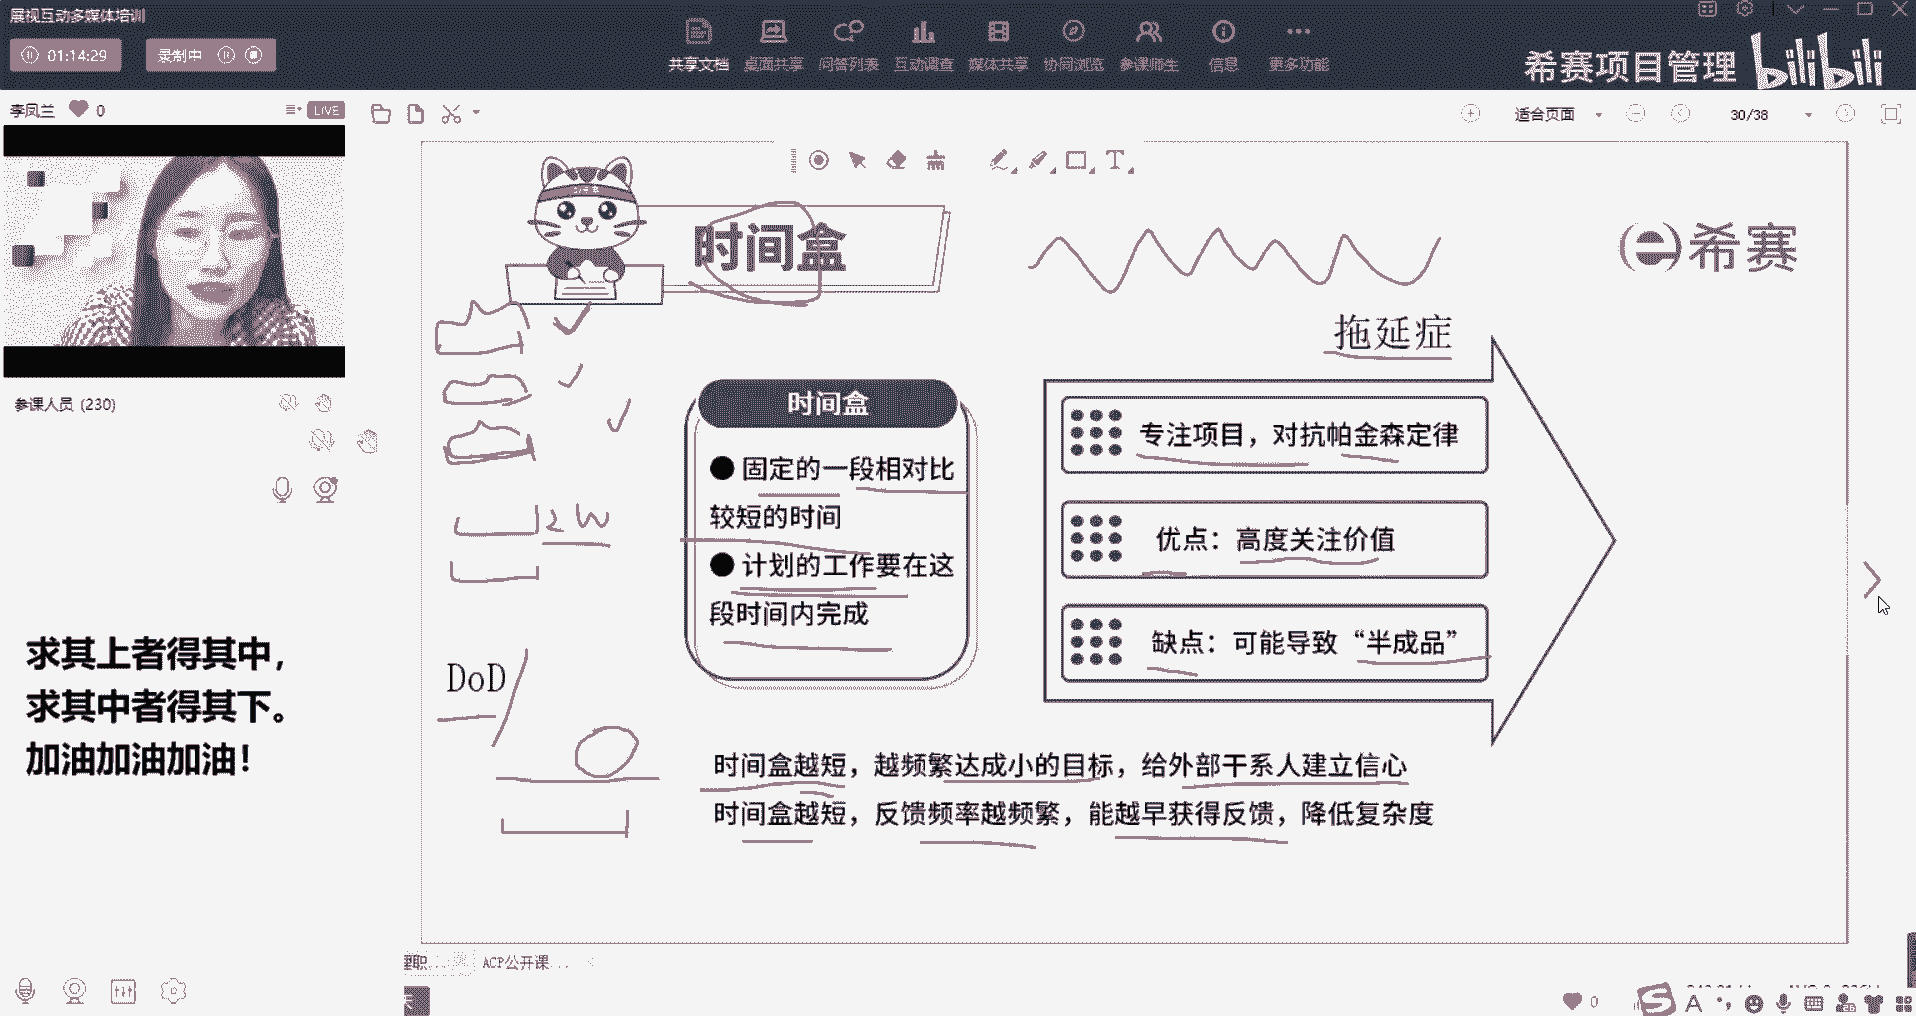 展视互动多媒体培训
01:14:29
录制中
共享文档
桌面共享
问答列表
互动调查
媒体共享
协同浏览
参课师生
信息
更多功能
希赛项目管理
bilibili
李凤兰
0
LIVE
适合页面
30/38
参课人员 (230)
求其上者得其中，
求其中者得其下。
加油加油加油！
时间盒
希赛
拖延症
时间盒
● 固定的一段相对比
较短的时间
● 计划的工作要在这
段时间内完成
专注项目，对抗帕金森定律
优点：高度关注价值
缺点：可能导致“半成品”
2W
DoD
时间盒越短，越频繁达成小的目标，给外部干系人建立信心
时间盒越短，反馈频率越频繁，能越早获得反馈，降低复杂度
ACP公开课...
0